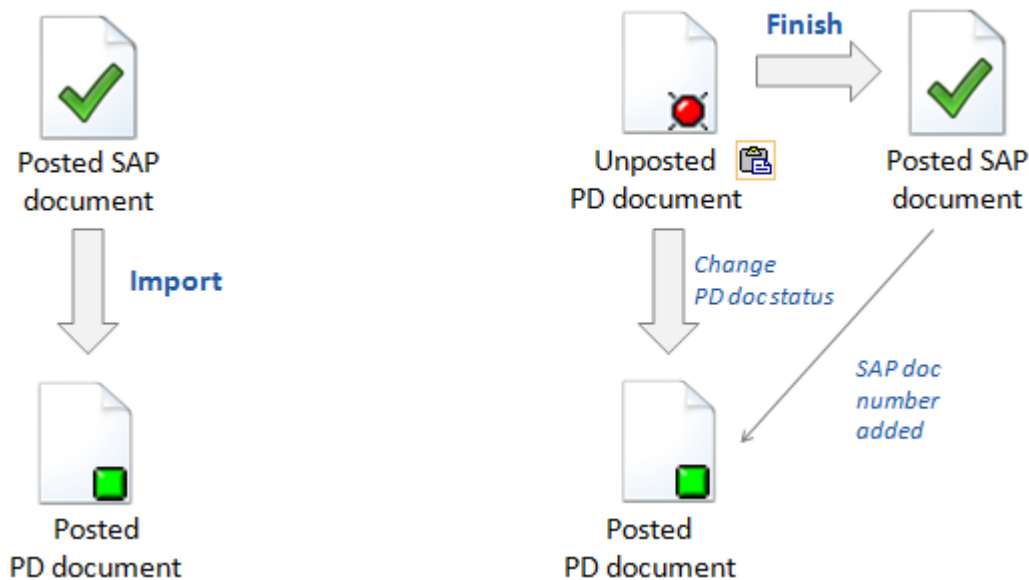 Posted SAP
document
Import
Posted
PD document
Finish
Unposted
PD document
Posted SAP
document
Change
PD doc status
SAP doc
number
added
Posted
PD document